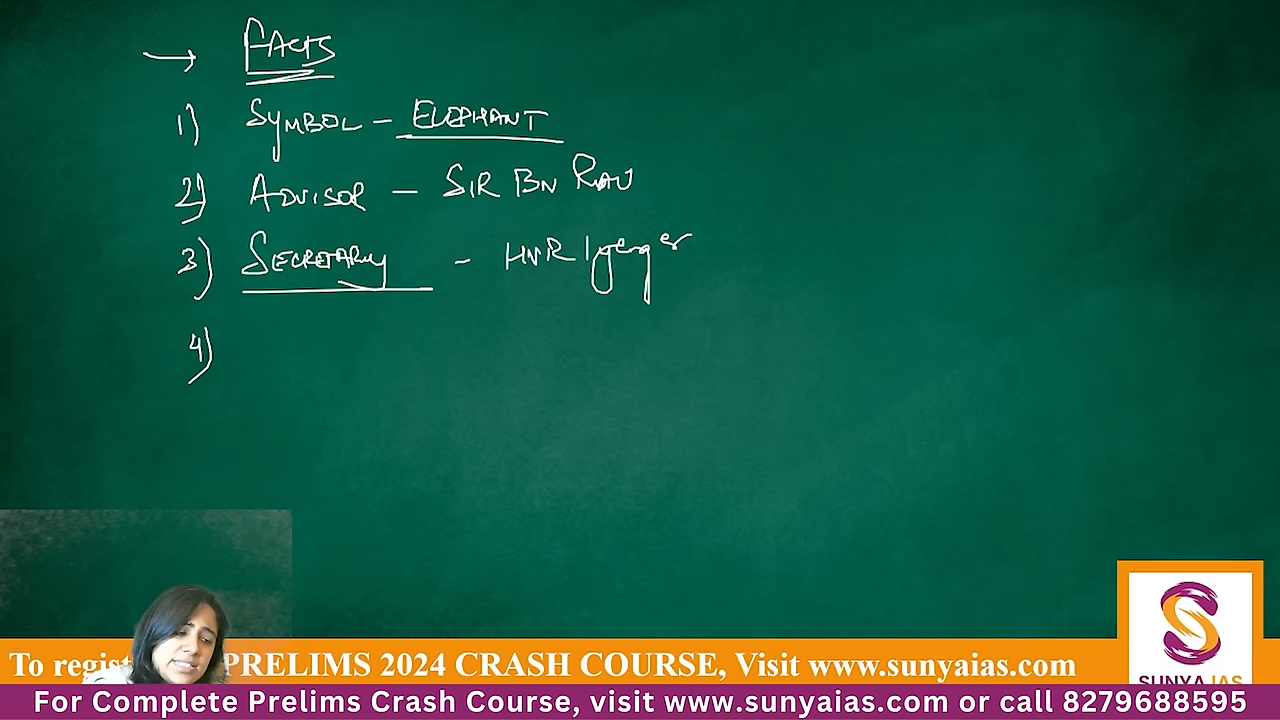 → FACTS
1) SYMBOL - ELEPHANT
2) ADVISOR - SIR BN RAU
3) SECRETARY - HVR Iyenger
4)
To regist PRELIMS 2024 CRASH COURSE, Visit www.sunyaias.com
SUNYA IAS
For Complete Prelims Crash Course, visit www.sunyaias.com or call 8279688595